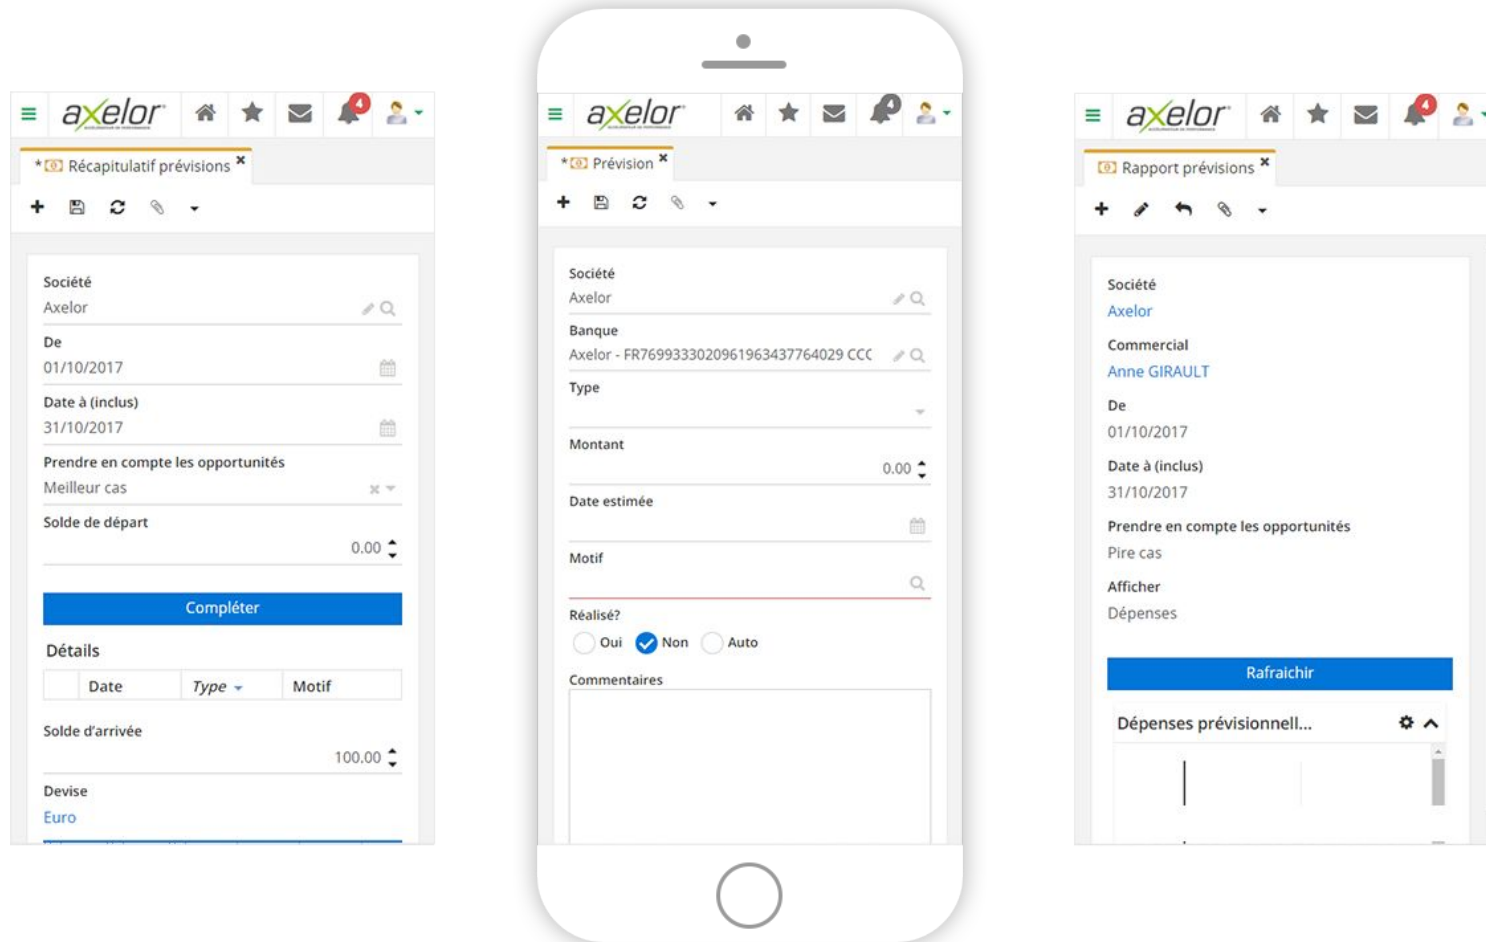 axelor
4
* Récapitulatif prévisions
Société
Axelor
De
01/10/2017
Date à (inclus)
31/10/2017
Prendre en compte les opportunités
Meilleur cas
Solde de départ
0.00
Compléter
Détails
Date Type Motif
Solde d'arrivée
100.00
Devise
Euro
axelor
4
* Prévision
Société
Axelor
Banque
Axelor - FR7699333020961963437764029 CCC
Type
Montant
0.00
Date estimée
Motif
Réalisé?
Oui Non Auto
Commentaires
axelor
4
Rapport prévisions
Société
Axelor
Commercial
Anne GIRAULT
De
01/10/2017
Date à (inclus)
31/10/2017
Prendre en compte les opportunités
Pire cas
Afficher
Dépenses
Rafraichir
Dépenses prévisionnell...